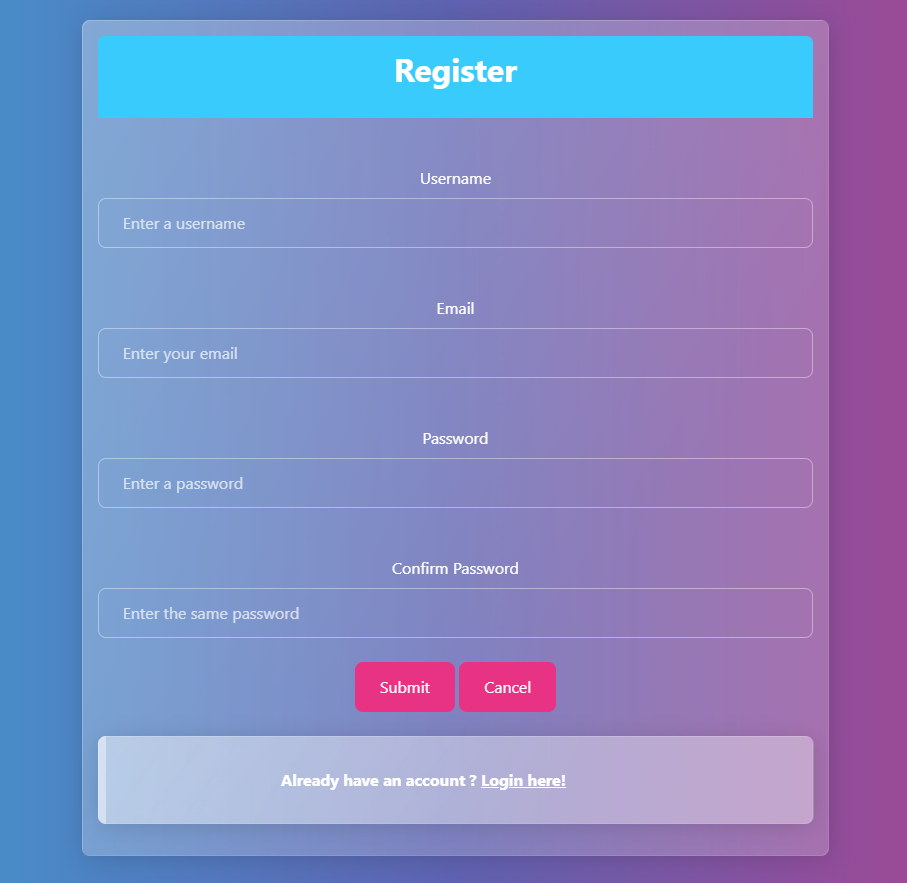 Register
Username
Enter a username
Email
Enter your email
Password
Enter a password
Confirm Password
Enter the same password
Submit Cancel
Already have an account ? Login here!